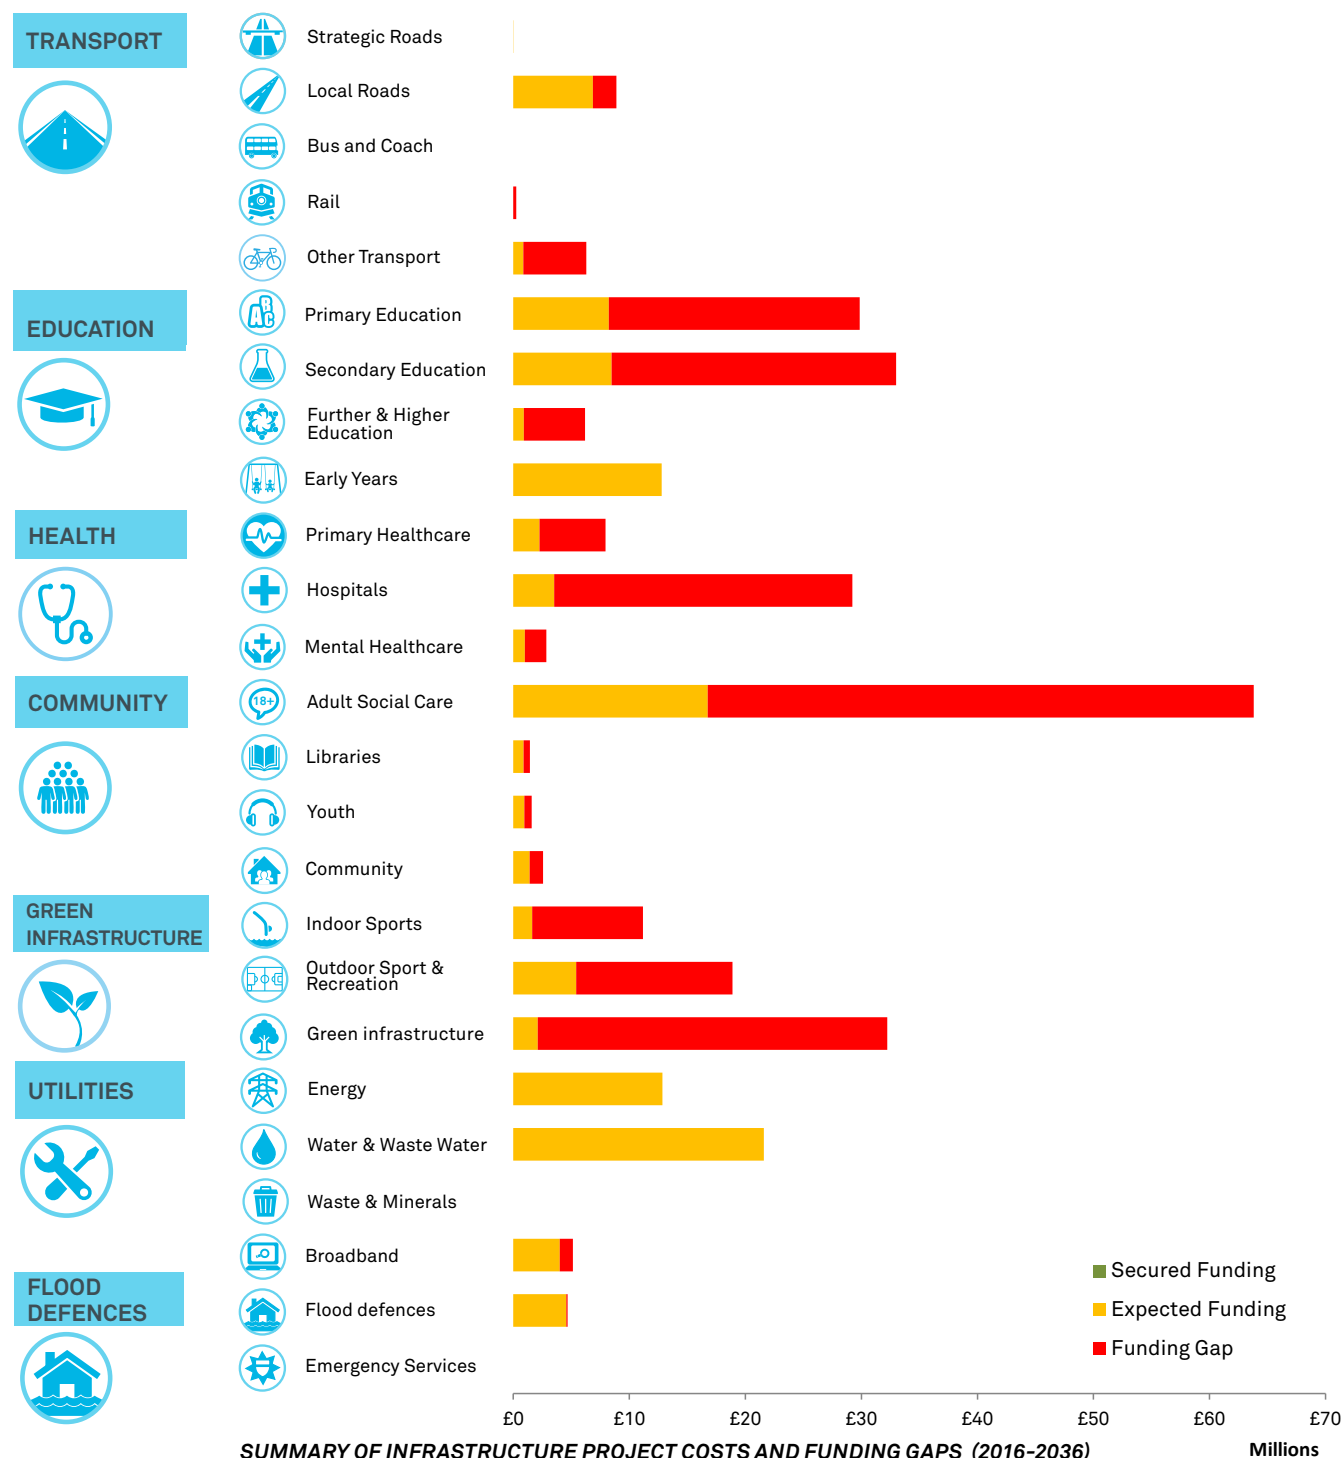 TRANSPORT
Strategic Roads
Local Roads
Bus and Coach
Rail
Other Transport
EDUCATION
Primary Education
Secondary Education
Further & Higher
Education
Early Years
HEALTH
Primary Healthcare
Hospitals
Mental Healthcare
COMMUNITY
18+
Adult Social Care
Libraries
Youth
Community
GREEN
INFRASTRUCTURE
Indoor Sports
Outdoor Sport &
Recreation
Green infrastructure
UTILITIES
Energy
Water & Waste Water
Waste & Minerals
Broadband
FLOOD
DEFENCES
Flood defences
Emergency Services
Secured Funding
Expected Funding
Funding Gap
£0 £10 £20 £30 £40 £50 £60 £70
Millions
SUMMARY OF INFRASTRUCTURE PROJECT COSTS AND FUNDING GAPS (2016-2036)